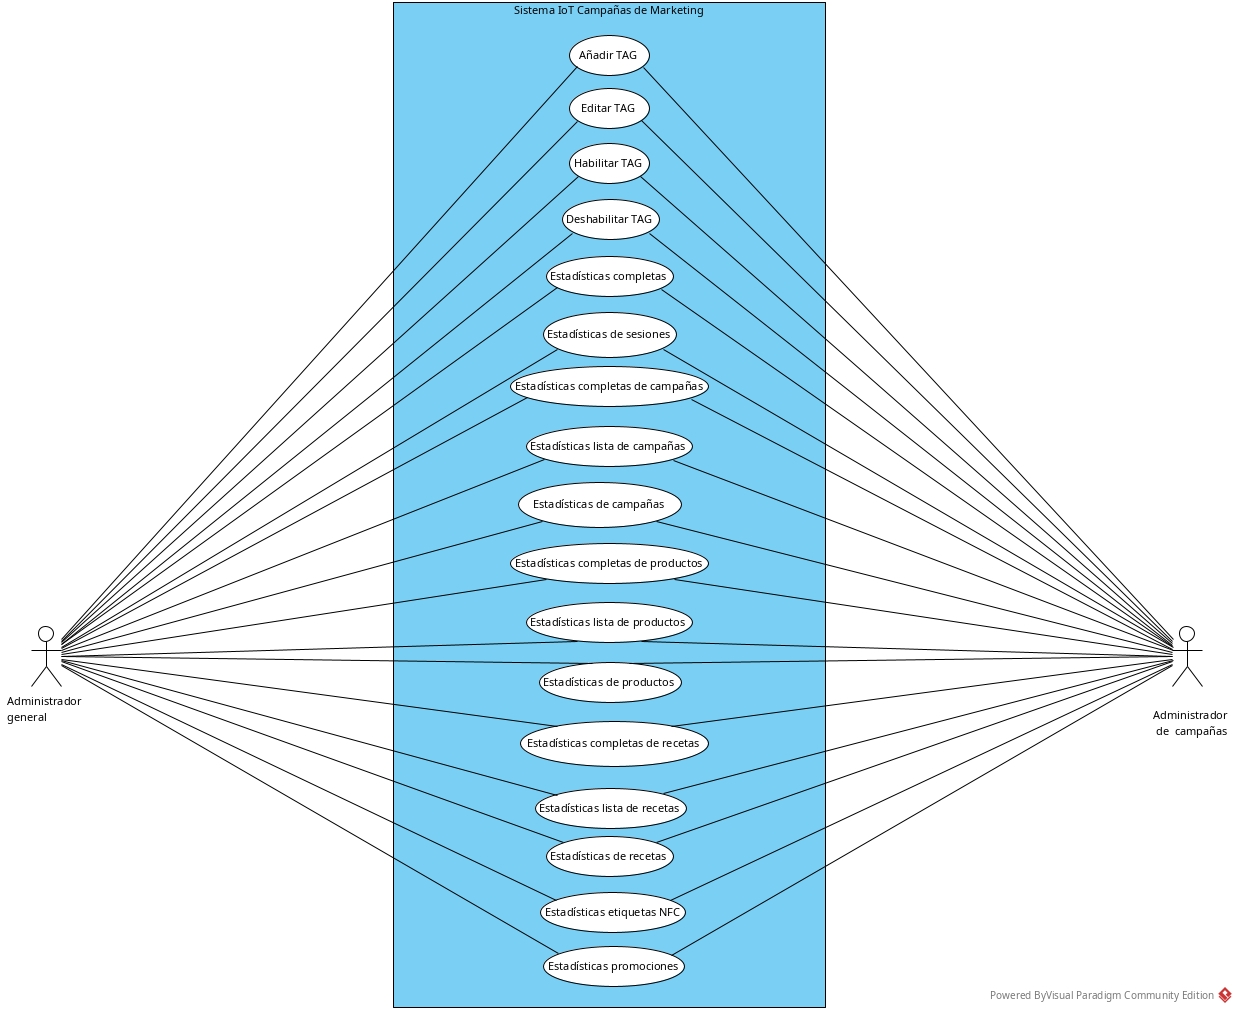 Sistema IoT Campañas de Marketing
Añadir TAG
Editar TAG
Habilitar TAG
Deshabilitar TAG
Estadísticas completas
Estadísticas de sesiones
Estadísticas completas de campañas
Estadísticas lista de campañas
Estadísticas de campañas
Estadísticas completas de productos
Estadísticas lista de productos
Estadísticas de productos
Estadísticas completas de recetas
Estadísticas lista de recetas
Estadísticas de recetas
Estadísticas etiquetas NFC
Estadísticas promociones
Administrador
general
Administrador
de campañas
Powered ByVisual Paradigm Community Edition